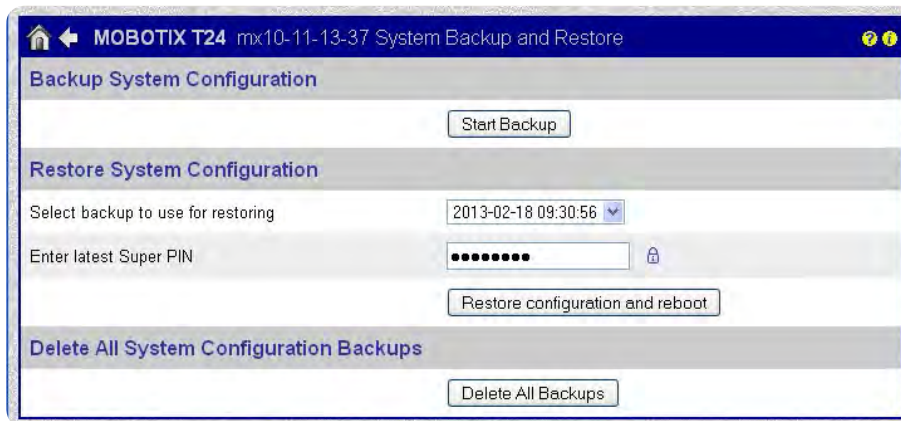 MOBOTIX T24 mx10-11-13-37 System Backup and Restore
Backup System Configuration
Start Backup
Restore System Configuration
Select backup to use for restoring 2013-02-18 09:30:56
Enter latest Super PIN ●●●●●●●●
Restore configuration and reboot
Delete All System Configuration Backups
Delete All Backups